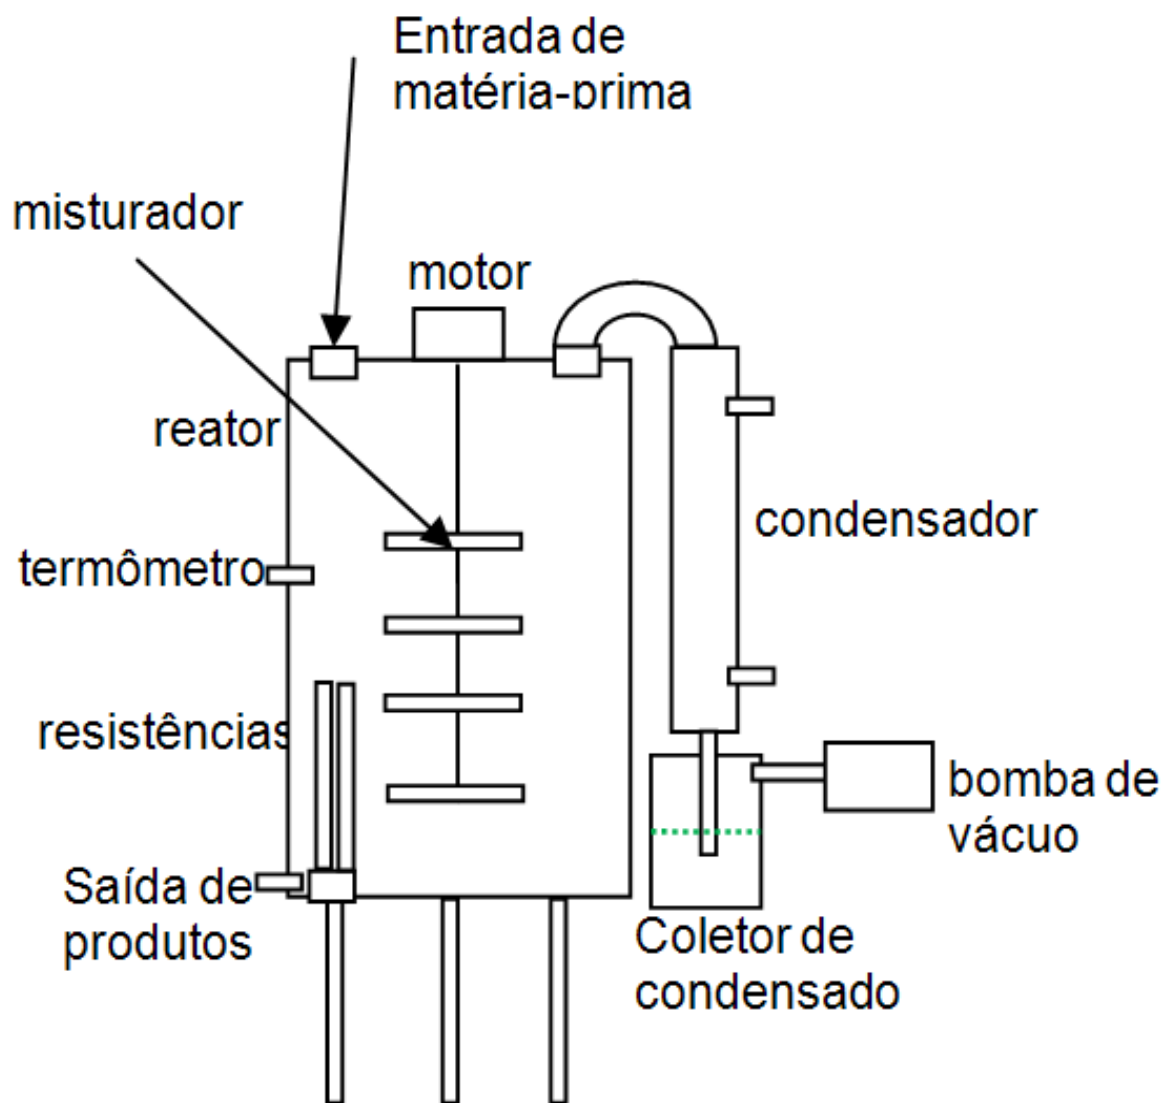 Entrada de
matéria-prima
misturador
motor
reator
condensador
termômetro
resistências
bomba de
vácuo
Saída de
produtos
Coletor de
condensado